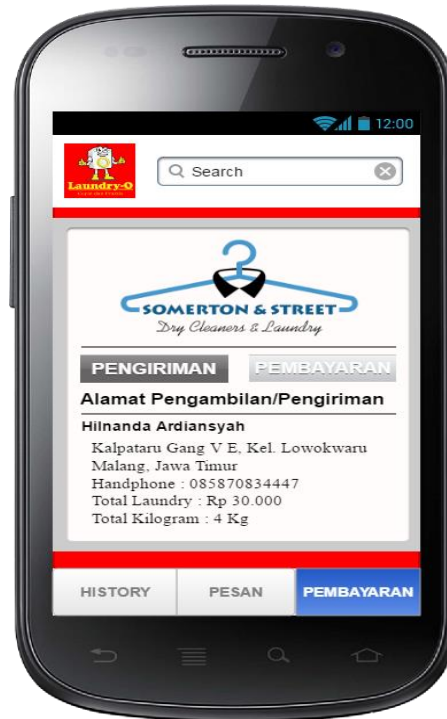 12:00
Laundry-Q
Search
SOMERTON & STREET
Dry Cleaners & Laundry
PENGIRIMAN PEMBAYARAN
Alamat Pengambilan/Pengiriman
Hilnanda Ardiansyah
Kalpataru Gang V E, Kel. Lowokwaru
Malang, Jawa Timur
Handphone : 085870834447
Total Laundry : Rp 30.000
Total Kilogram : 4 Kg
HISTORY PESAN PEMBAYARAN